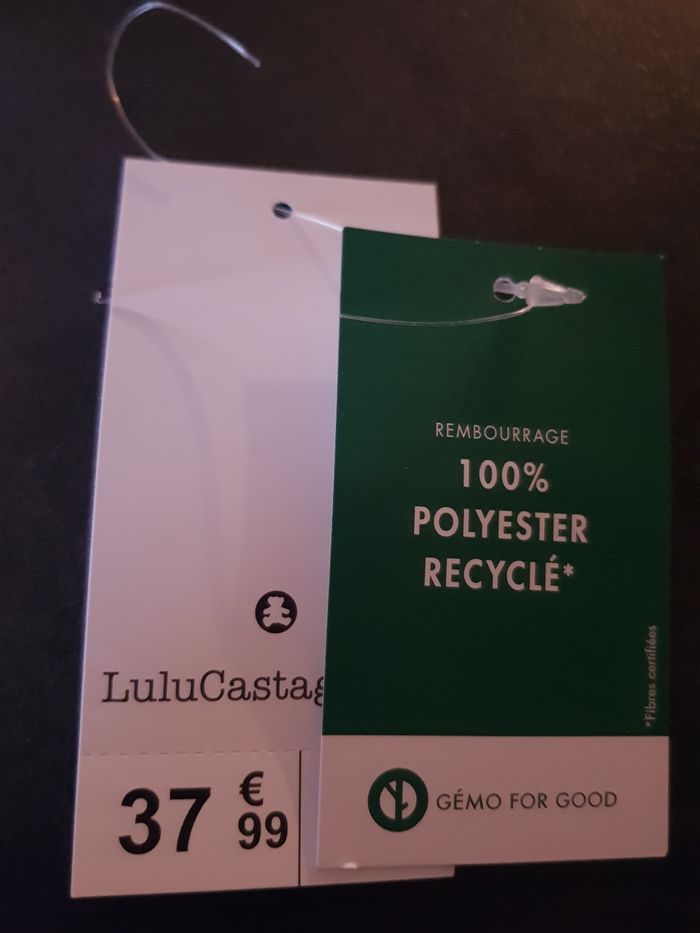 LuluCastag
37 €
99
REMBOURRAGE
100%
POLYESTER
RECYCLÉ*
*Fibres certifiées
GÉMO FOR GOOD